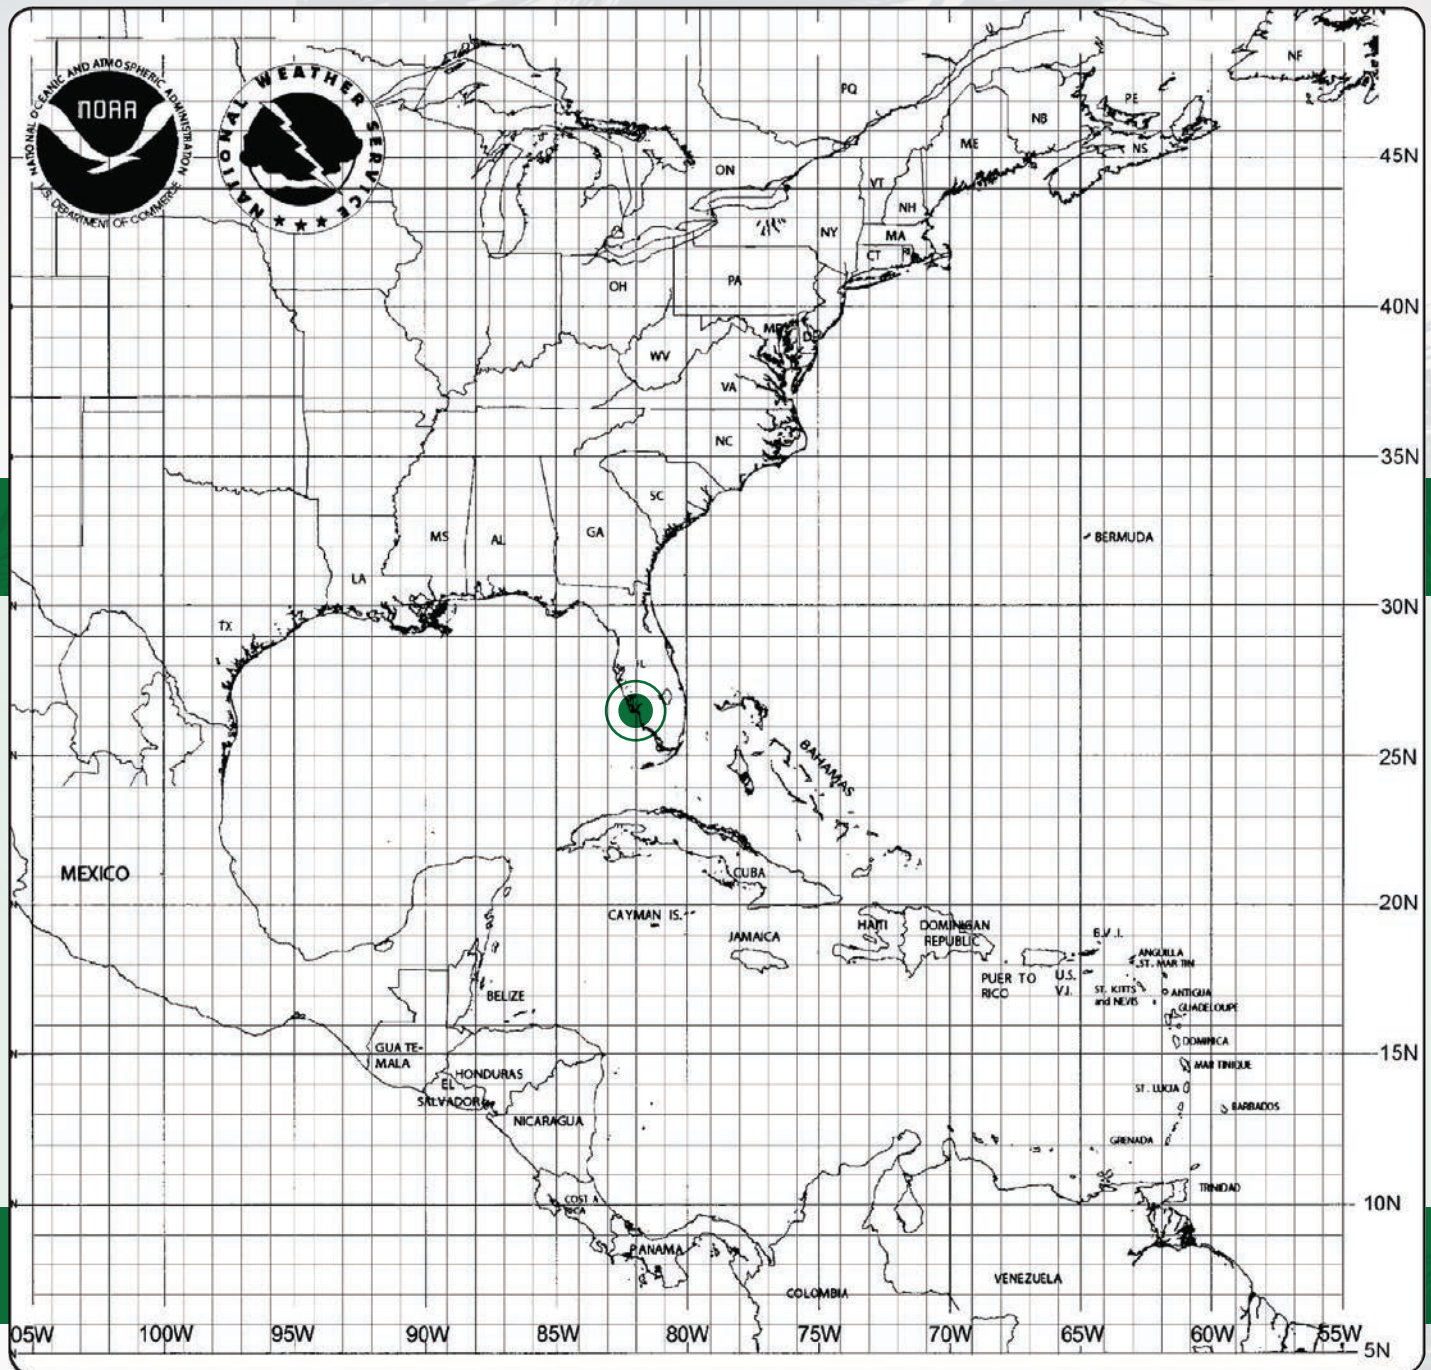 NATIONAL OCEANIC AND ATMOSPHERIC ADMINISTRATION
NOAA
U.S. DEPARTMENT OF COMMERCE
NATIONAL WEATHER SERVICE
NF
PQ
PE
NB
NS
ME
ON
45N
VT
NH
NY
MA
CT
RI
PA
OH
40N
MD
DE
WV
VA
NC
35N
SC
GA
MS
AL
BERMUDA
LA
30N
TX
FL
25N
BAHAMAS
MEXICO
CUBA
20N
CAYMAN IS.
HAITI
DOMINICAN
REPUBLIC
JAMAICA
B.V.I.
ANGUILLA
ST. MARTIN
PUERTO
RICO
U.S.
V.I.
ST. KITTS
and NEVIS
ANTIGUA
GUADELOUPE
BELIZE
DOMINICA
GUATE-
MALA
15N
MARTINIQUE
HONDURAS
EL
SALVADOR
ST. LUCIA
BARBADOS
NICARAGUA
GRENADA
COSTA
RICA
TRINIDAD
10N
PANAMA
COLOMBIA
VENEZUELA
05W 100W 95W 90W 85W 80W 75W 70W 65W 60W 55W
5N